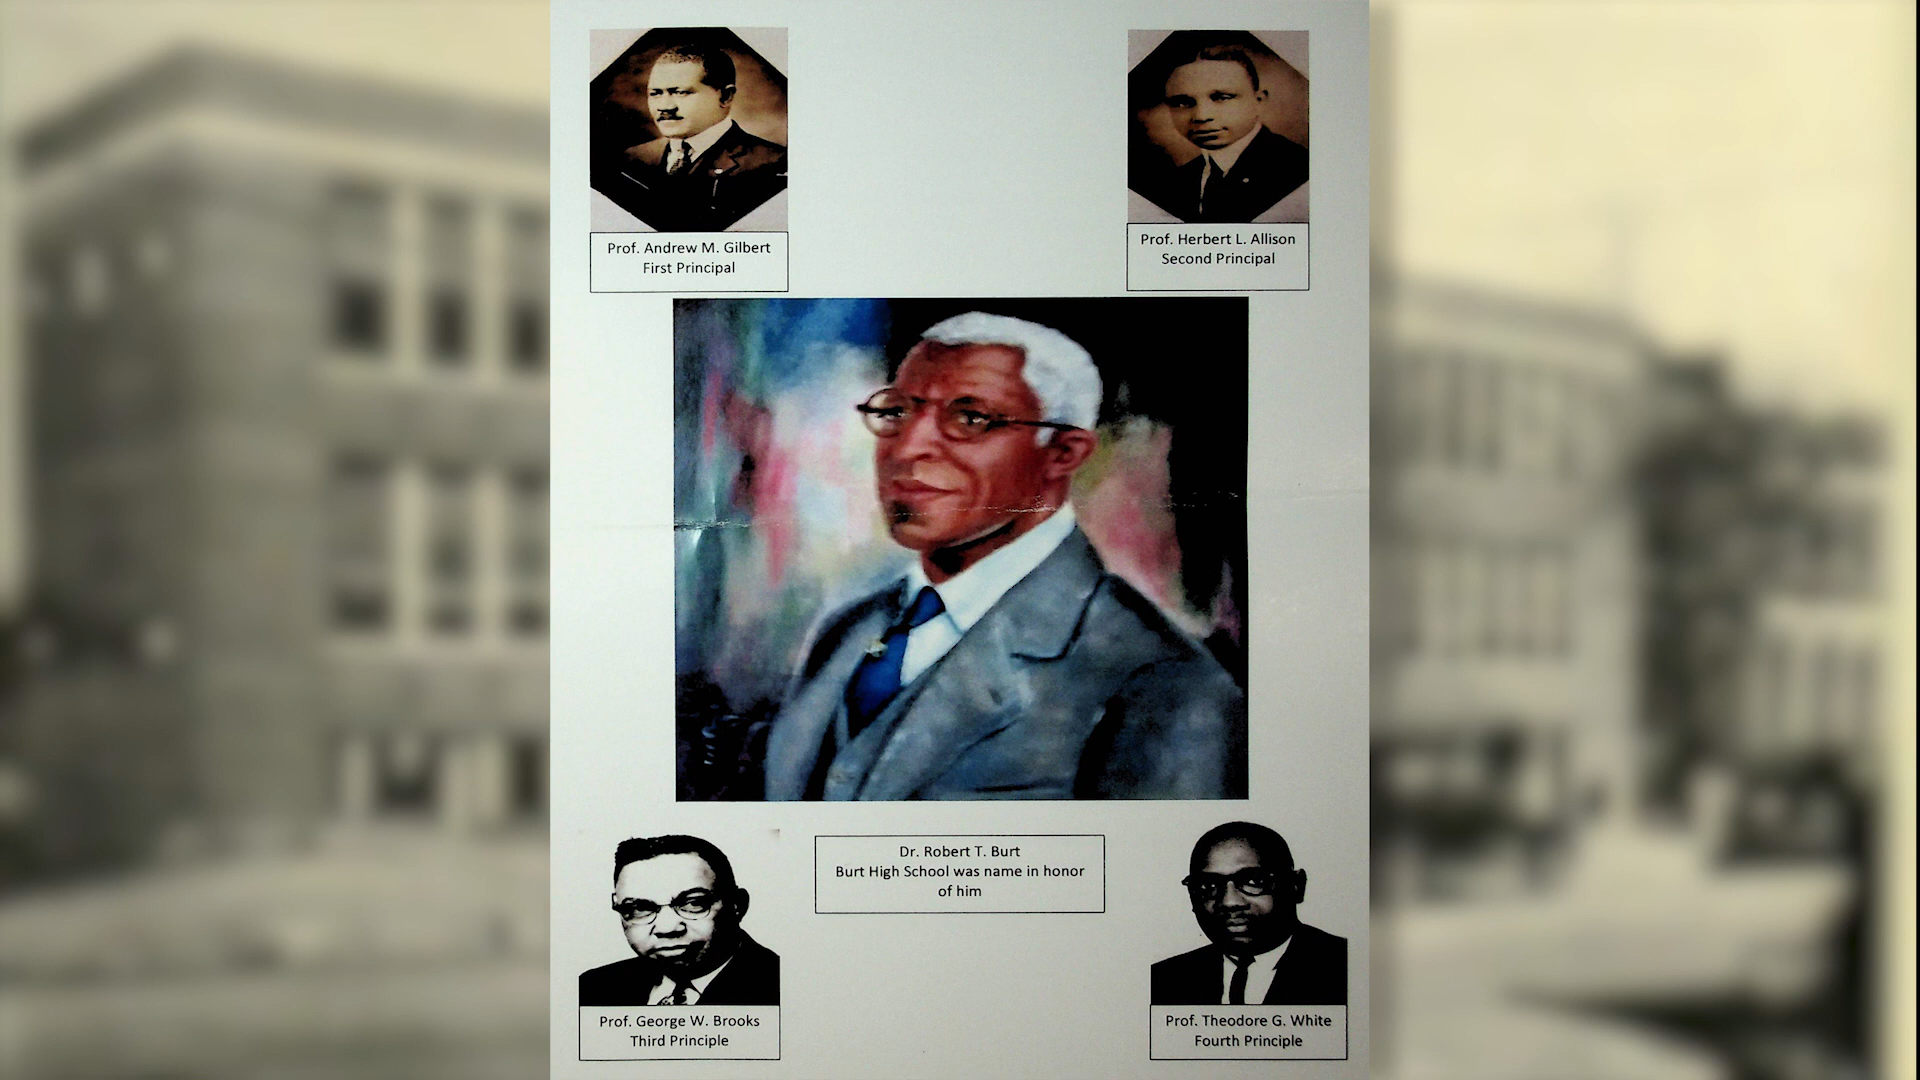 Prof. Andrew M. Gilbert
First Principal
Prof. Herbert L. Allison
Second Principal
Dr. Robert T. Burt
Burt High School was name in honor
of him
Prof. George W. Brooks
Third Principle
Prof. Theodore G. White
Fourth Principle